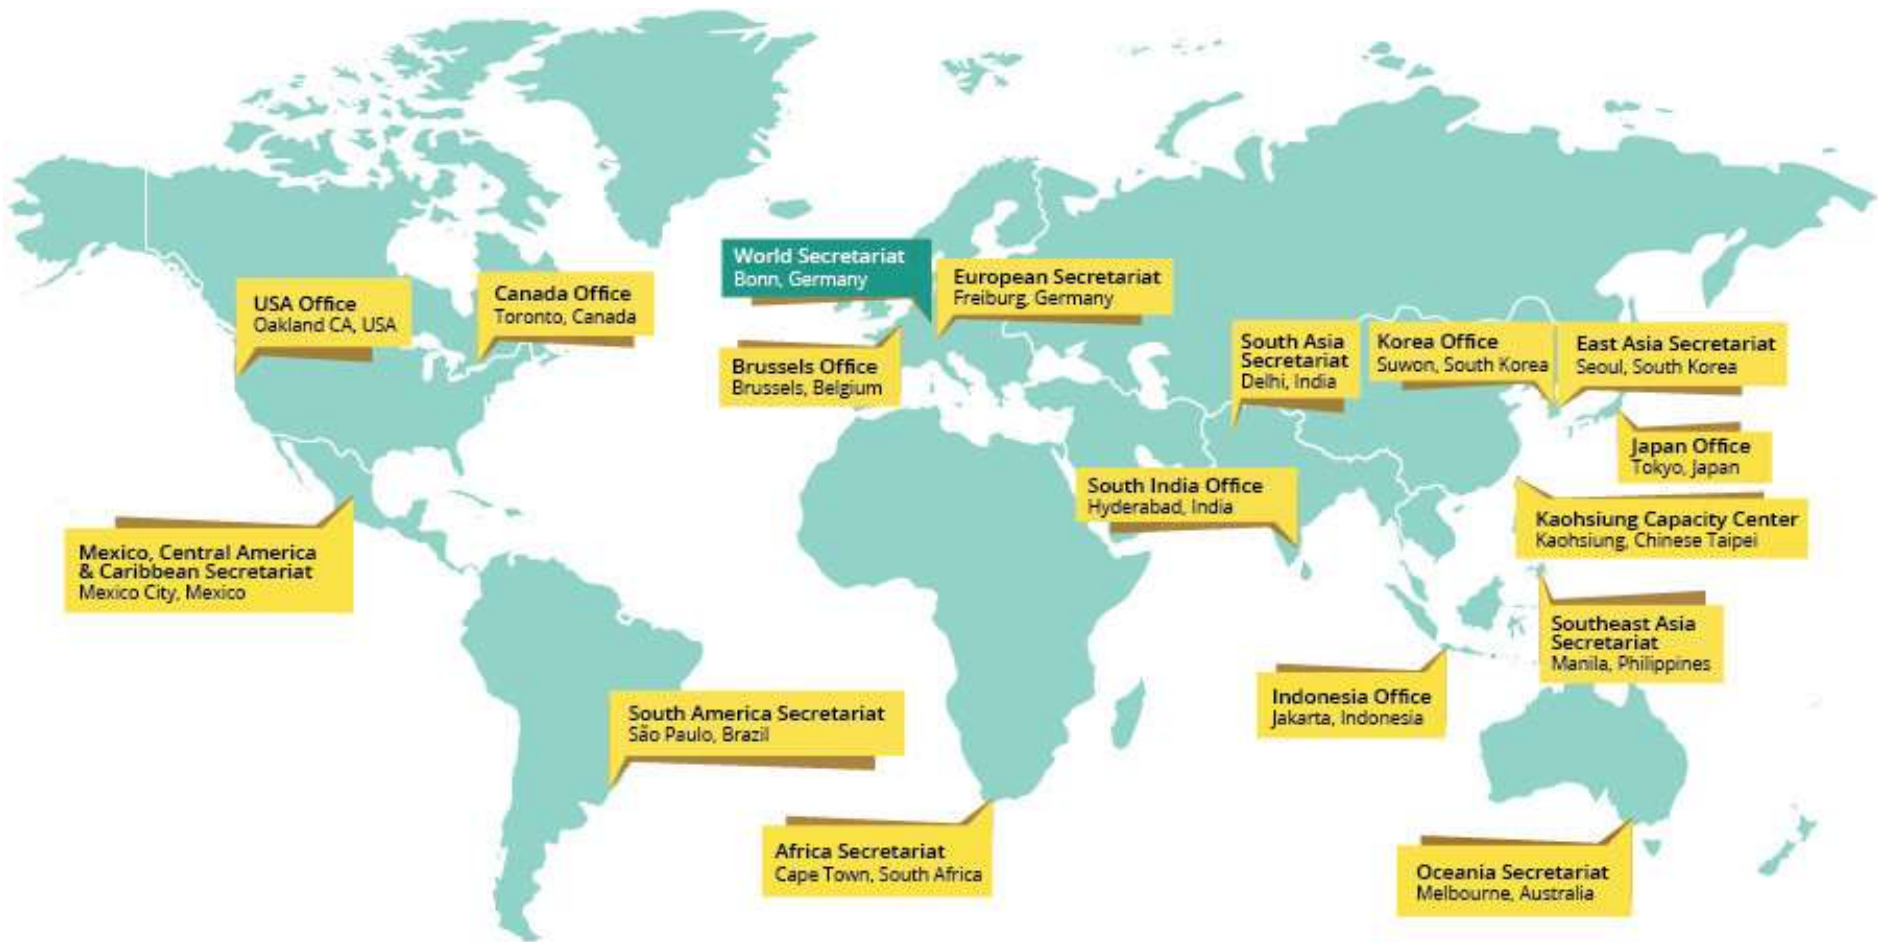 World Secretariat
Bonn, Germany
European Secretariat
Freiburg, Germany
USA Office
Oakland CA, USA
Canada Office
Toronto, Canada
Brussels Office
Brussels, Belgium
South Asia
Secretariat
Delhi, India
Korea Office
Suwon, South Korea
East Asia Secretariat
Seoul, South Korea
Japan Office
Tokyo, Japan
South India Office
Hyderabad, India
Kaohsiung Capacity Center
Kaohsiung, Chinese Taipei
Mexico, Central America
& Caribbean Secretariat
Mexico City, Mexico
Southeast Asia
Secretariat
Manila, Philippines
Indonesia Office
Jakarta, Indonesia
South America Secretariat
São Paulo, Brazil
Africa Secretariat
Cape Town, South Africa
Oceania Secretariat
Melbourne, Australia